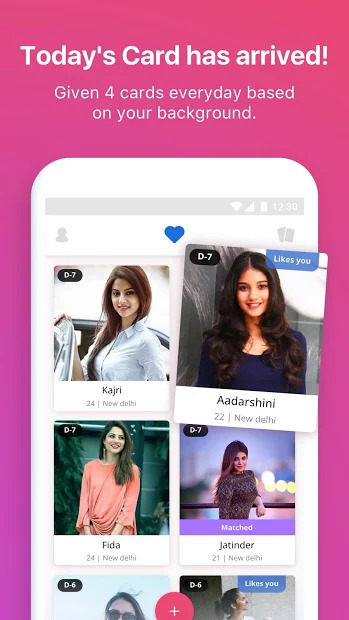 Today's Card has arrived!
Given 4 cards everyday based
on your background.
12:30
D-7
Kajri
24 | New delhi
D-7
Likes you
Aadarshini
22 | New delhi
D-7
Fida
24 | New delhi
D-7
Matched
Jatinder
21 | New delhi
D-6
D-6
Likes you
+